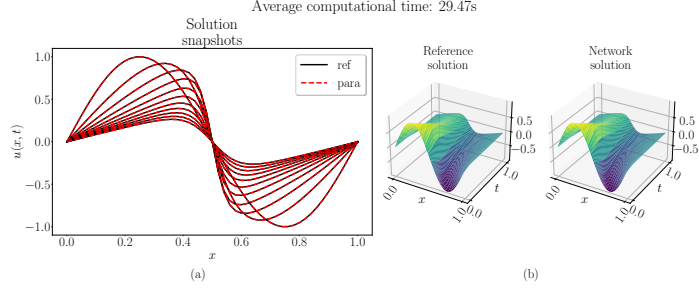 Average computational time: 29.47s
Solution
snapshots
1.0
0.5
0.0
−0.5
−1.0
u(x, t)
0.0 0.2 0.4 0.6 0.8 1.0
x
ref
para
(a)
Reference
solution
0.5
0.0
−0.5
0.0
x
1.0
0.0
t
1.0
Network
solution
0.5
0.0
−0.5
0.0
x
1.0
0.0
t
1.0
(b)